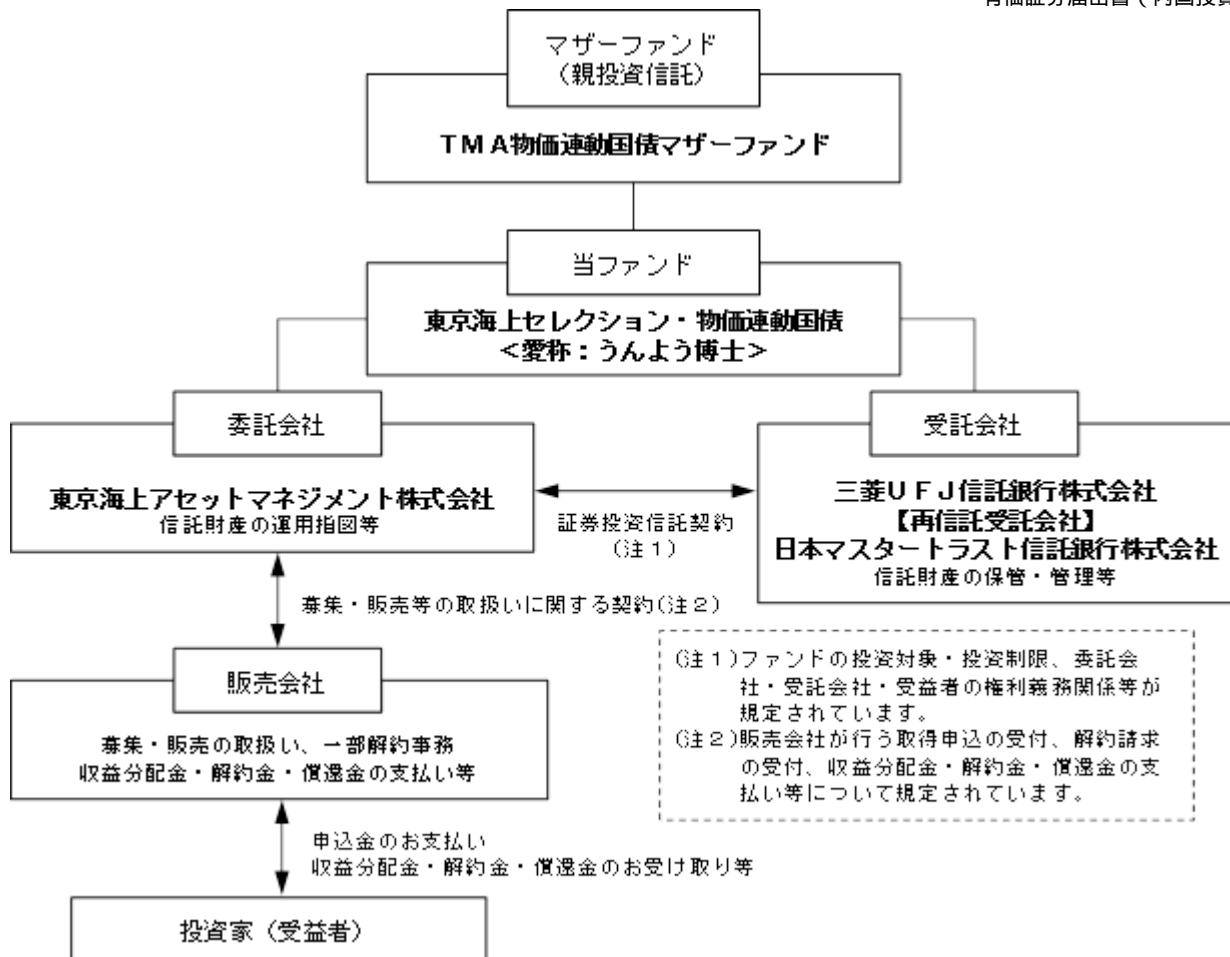 有価証券届出書（内国投資
マザーファンド
（親投資信託）
ＴＭＡ物価連動国債マザーファンド
当ファンド
東京海上セレクション・物価連動国債
＜愛称：うんよう博士＞
委託会社
東京海上アセットマネジメント株式会社
信託財産の運用指図等
受託会社
三菱ＵＦＪ信託銀行株式会社
【再信託受託会社】
日本マスタートラスト信託銀行株式会社
信託財産の保管・管理等
証券投資信託契約
(注１)
募集・販売等の取扱いに関する契約(注２)
販売会社
募集・販売の取扱い、一部解約事務
収益分配金・解約金・償還金の支払い等
(注１)ファンドの投資対象・投資制限、委託会
社・受託会社・受益者の権利義務関係等が
規定されています。
(注２)販売会社が行う取得申込の受付、解約請求
の受付、収益分配金・解約金・償還金の支
払い等について規定されています。
申込金のお支払い
収益分配金・解約金・償還金のお受け取り等
投資家（受益者）